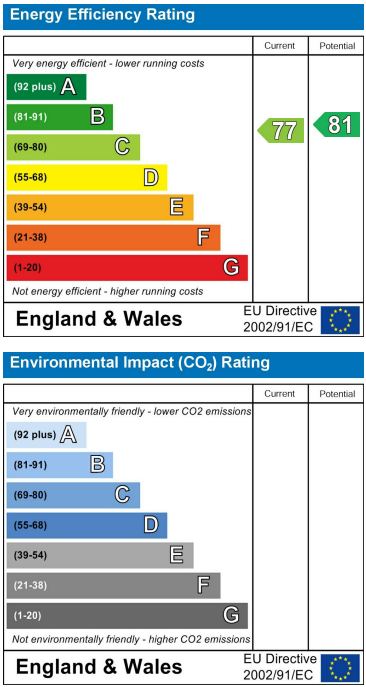 Energy Efficiency Rating
Current Potential
Very energy efficient - lower running costs
(92 plus) A
(81-91) B
(69-80) C
(55-68) D
(39-54) E
(21-38) F
(1-20) G
77
81
Not energy efficient - higher running costs
England & Wales
EU Directive
2002/91/EC
Environmental Impact (CO₂) Rating
Current Potential
Very environmentally friendly - lower CO2 emissions
(92 plus) A
(81-91) B
(69-80) C
(55-68) D
(39-54) E
(21-38) F
(1-20) G
Not environmentally friendly - higher CO2 emissions
England & Wales
EU Directive
2002/91/EC